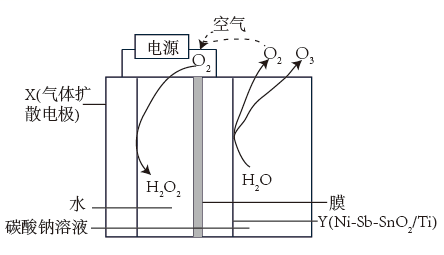 空气
电源
O₂
O₂
O₃
X(气体扩
散电极)
H₂O₂
H₂O
水
膜
碳酸钠溶液
Y(Ni-Sb-SnO₂/Ti)